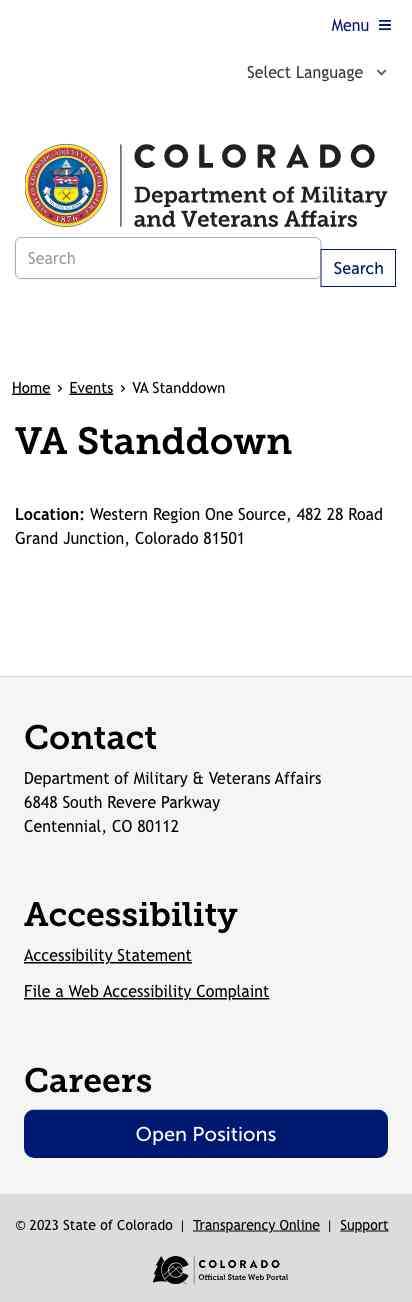 Menu
Select Language
COLORADO
Department of Military
and Veterans Affairs
1876
Search
Search
Home › Events › VA Standdown
VA Standdown
Location: Western Region One Source, 482 28 Road
Grand Junction, Colorado 81501
Contact
Department of Military & Veterans Affairs
6848 South Revere Parkway
Centennial, CO 80112
Accessibility
Accessibility Statement
File a Web Accessibility Complaint
Careers
Open Positions
© 2023 State of Colorado | Transparency Online | Support
COLORADO
Official State Web Portal